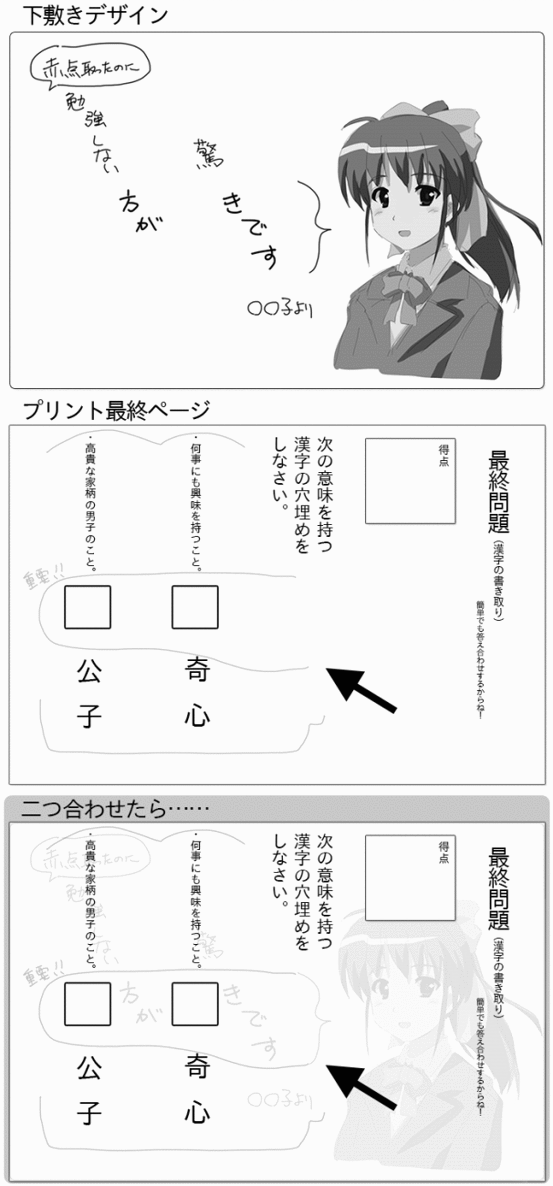 下敷きデザイン
赤点取ったのに
勉強しない
方が
驚
きです
〇〇子より
プリント最終ページ
最終問題（漢字の書き取り）
簡単でも答え合わせするからね！
得点
次の意味を持つ
漢字の穴埋めを
しなさい。
・何事にも興味を持つこと。
□奇心
・高貴な家柄の男子のこと。
□公子
重要!!
二つ合わせたら……
最終問題（漢字の書き取り）
簡単でも答え合わせするからね！
得点
次の意味を持つ
漢字の穴埋めを
しなさい。
・何事にも興味を持つこと。
□奇心
・高貴な家柄の男子のこと。
□公子
重要!!
赤点取ったのに
勉強しない
方が
驚
きです
〇〇子より